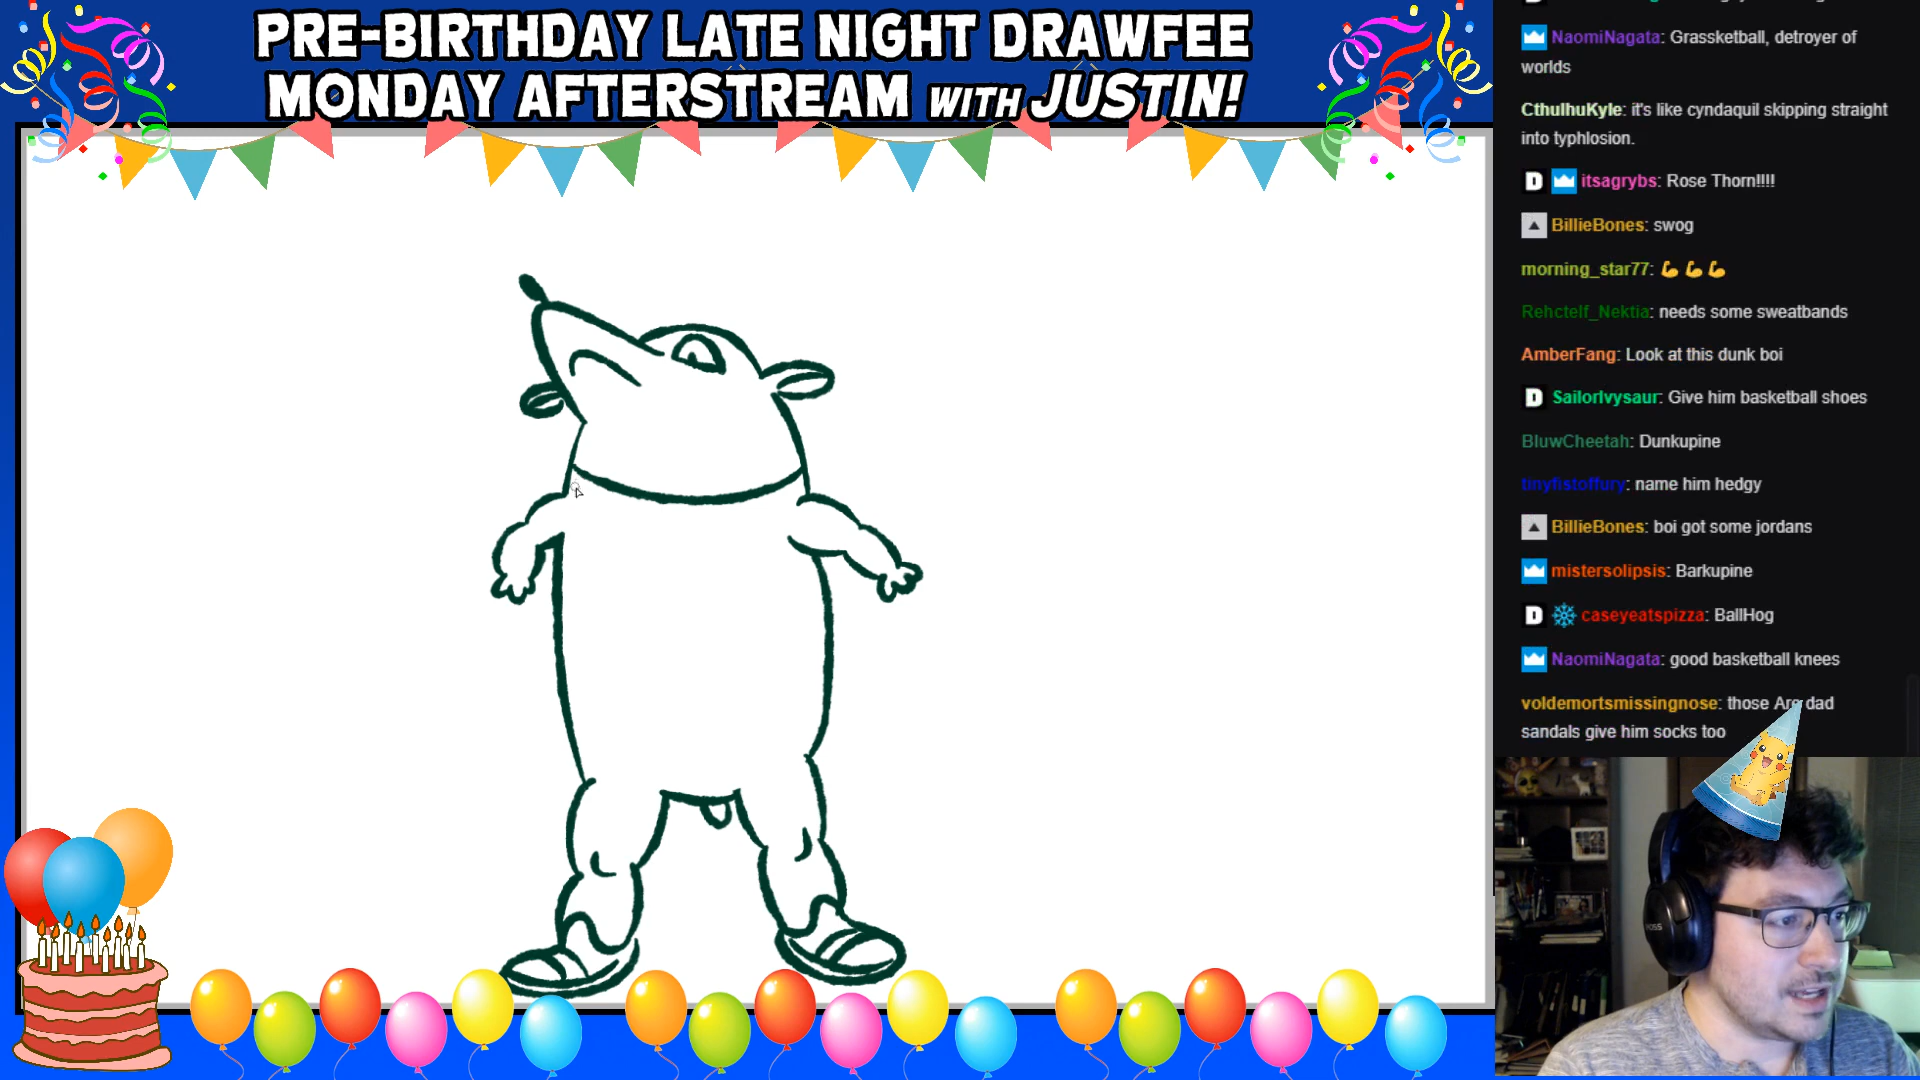 PRE-BIRTHDAY LATE NIGHT DRAWFEE
MONDAY AFTERSTREAM WITH JUSTIN!
NaomiNagata: Grassketball, detroyer of
worlds
CthulhuKyle: it's like cyndaquil skipping straight
into typhlosion.
D itsagrybs: Rose Thorn!!!!
BillieBones: swog
morning_star77: 💪 💪 💪
Rehctelf_Nektia: needs some sweatbands
AmberFang: Look at this dunk boi
D SailorIvysaur: Give him basketball shoes
BluwCheetah: Dunkupine
tinyfistoffury: name him hedgy
BillieBones: boi got some jordans
mistersolipsis: Barkupine
D caseyeatspizza: BallHog
NaomiNagata: good basketball knees
voldemortsmissingnose: those Are dad
sandals give him socks too